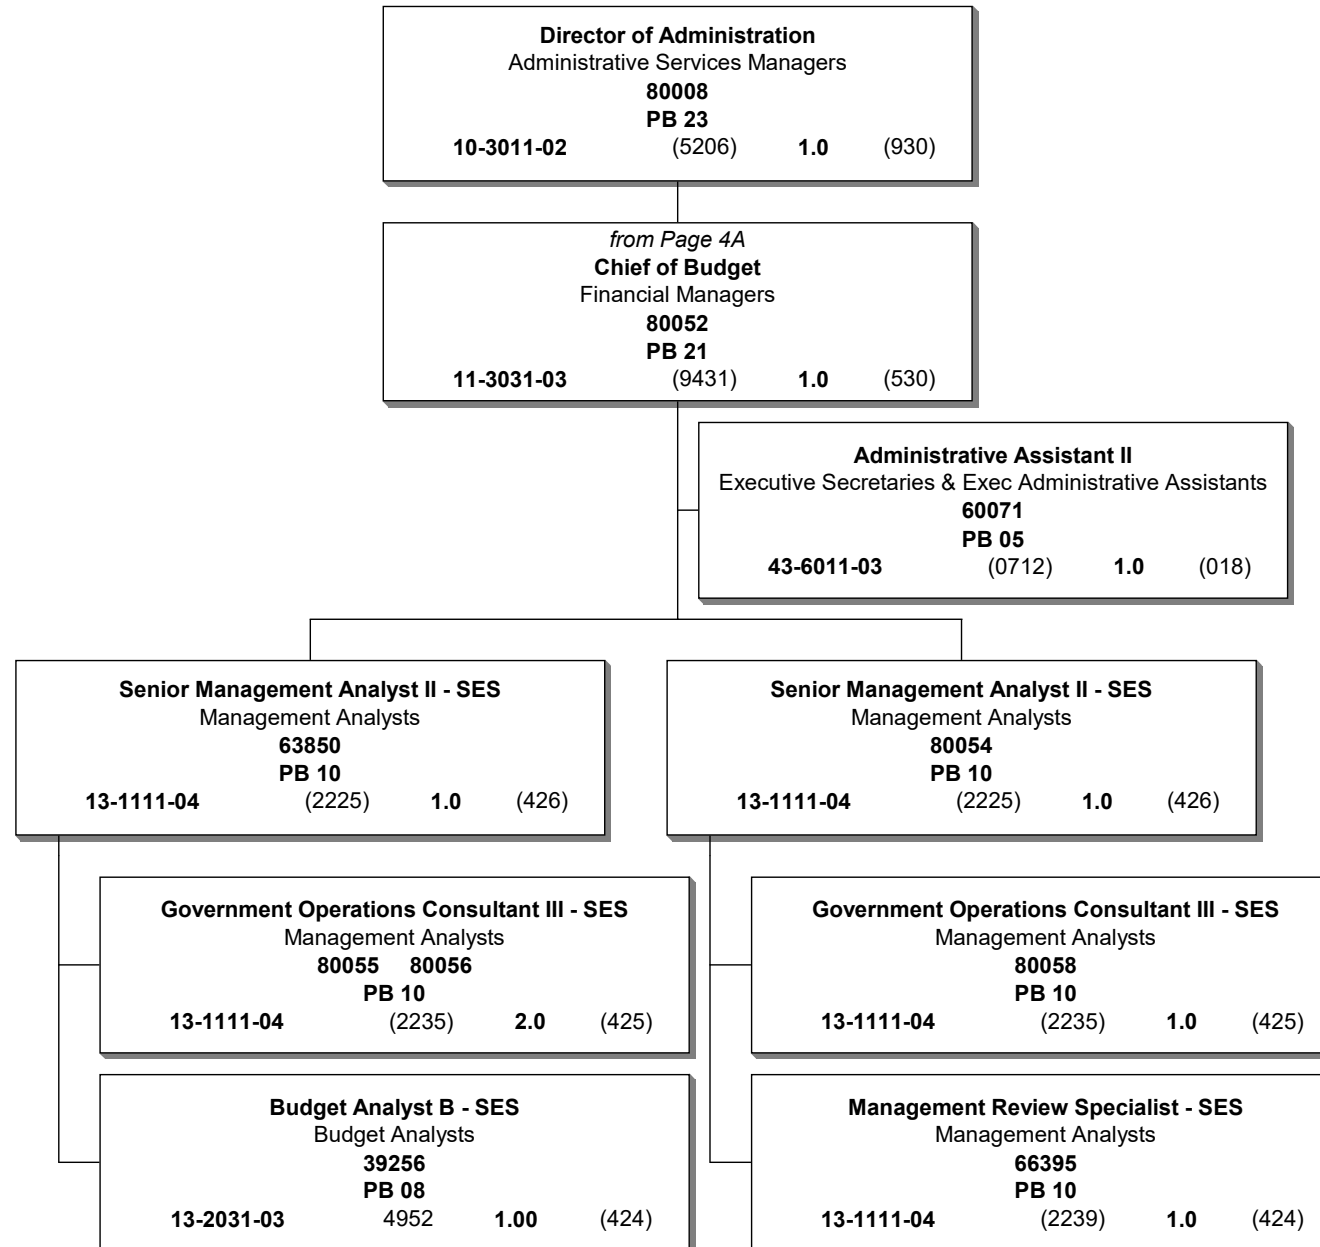 Director of Administration
Administrative Services Managers
80008
PB 23
10-3011-02 (5206) 1.0 (930)
from Page 4A
Chief of Budget
Financial Managers
80052
PB 21
11-3031-03 (9431) 1.0 (530)
Administrative Assistant II
Executive Secretaries & Exec Administrative Assistants
60071
PB 05
43-6011-03 (0712) 1.0 (018)
Senior Management Analyst II - SES
Management Analysts
63850
PB 10
13-1111-04 (2225) 1.0 (426)
Senior Management Analyst II - SES
Management Analysts
80054
PB 10
13-1111-04 (2225) 1.0 (426)
Government Operations Consultant III - SES
Management Analysts
80055 80056
PB 10
13-1111-04 (2235) 2.0 (425)
Government Operations Consultant III - SES
Management Analysts
80058
PB 10
13-1111-04 (2235) 1.0 (425)
Budget Analyst B - SES
Budget Analysts
39256
PB 08
13-2031-03 4952 1.00 (424)
Management Review Specialist - SES
Management Analysts
66395
PB 10
13-1111-04 (2239) 1.0 (424)